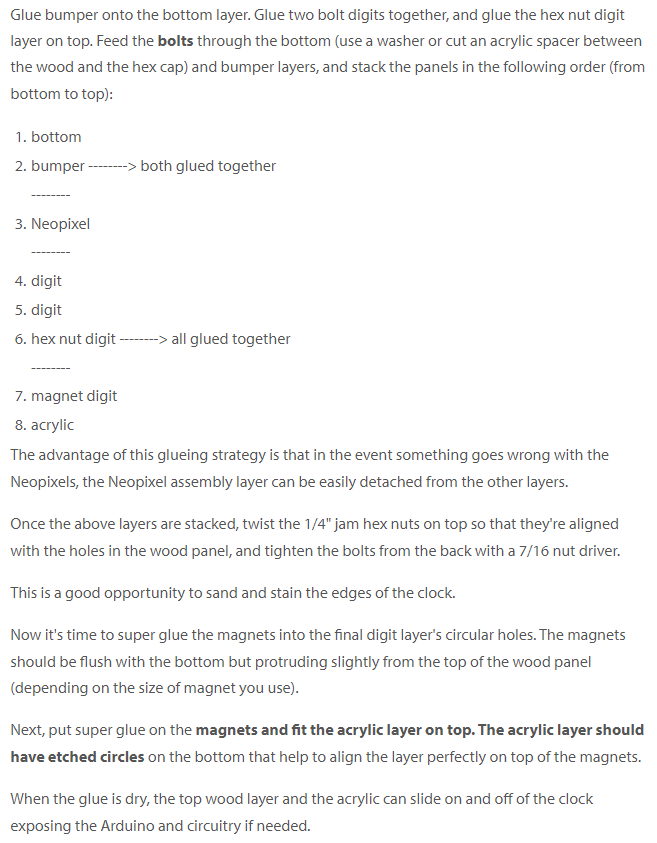 Glue bumper onto the bottom layer. Glue two bolt digits together, and glue the hex nut digit
layer on top. Feed the bolts through the bottom (use a washer or cut an acrylic spacer between
the wood and the hex cap) and bumper layers, and stack the panels in the following order (from
bottom to top):
1. bottom
2. bumper --------> both glued together
--------
3. Neopixel
--------
4. digit
5. digit
6. hex nut digit --------> all glued together
--------
7. magnet digit
8. acrylic
The advantage of this glueing strategy is that in the event something goes wrong with the
Neopixels, the Neopixel assembly layer can be easily detached from the other layers.
Once the above layers are stacked, twist the 1/4" jam hex nuts on top so that they're aligned
with the holes in the wood panel, and tighten the bolts from the back with a 7/16 nut driver.
This is a good opportunity to sand and stain the edges of the clock.
Now it's time to super glue the magnets into the final digit layer's circular holes. The magnets
should be flush with the bottom but protruding slightly from the top of the wood panel
(depending on the size of magnet you use).
Next, put super glue on the magnets and fit the acrylic layer on top. The acrylic layer should
have etched circles on the bottom that help to align the layer perfectly on top of the magnets.
When the glue is dry, the top wood layer and the acrylic can slide on and off of the clock
exposing the Arduino and circuitry if needed.